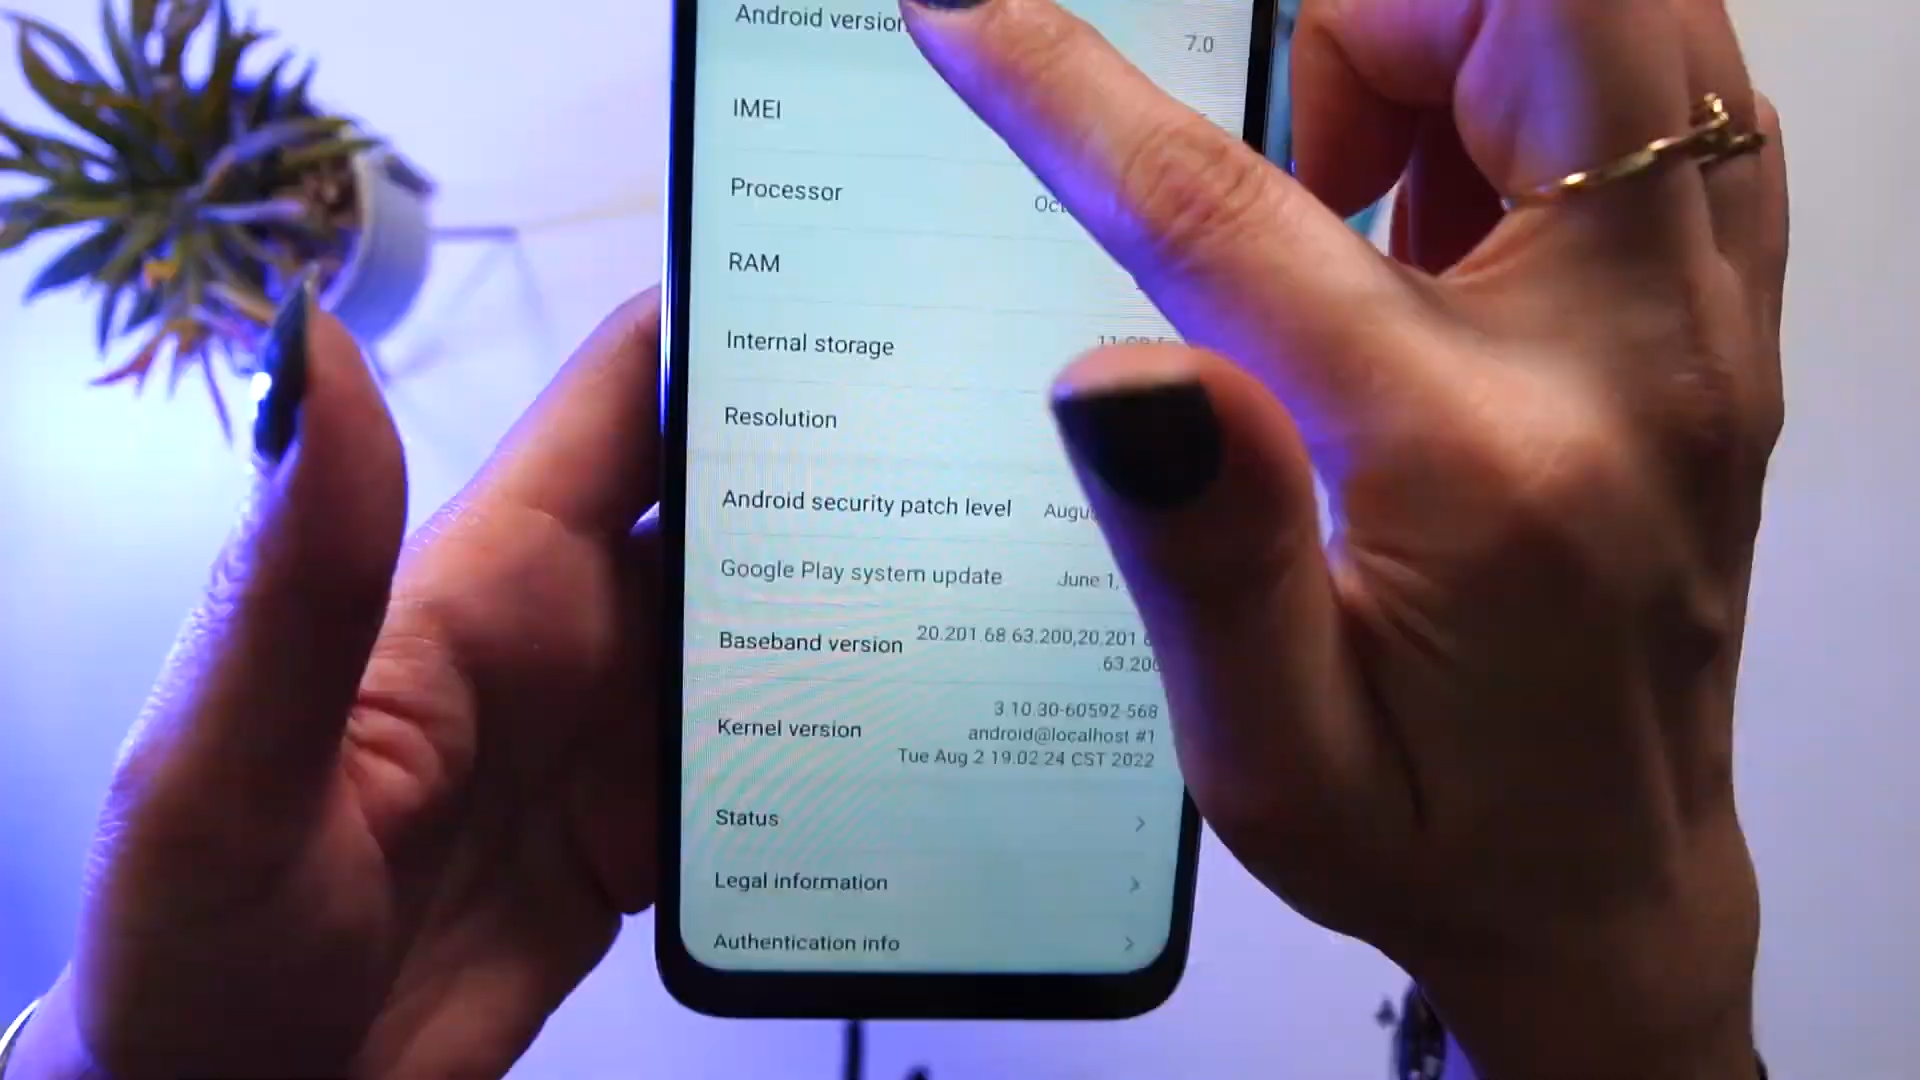 Android version 7.0
IMEI
Processor
RAM
Internal storage
Resolution
Android security patch level
Google Play system update June 1,
Baseband version 20.201.68 63.200,20.201
.63.200
3.10.30-60592-568
Kernel version android@localhost #1
Tue Aug 2 19:02:24 CST 2022
Status
Legal information
Authentication info